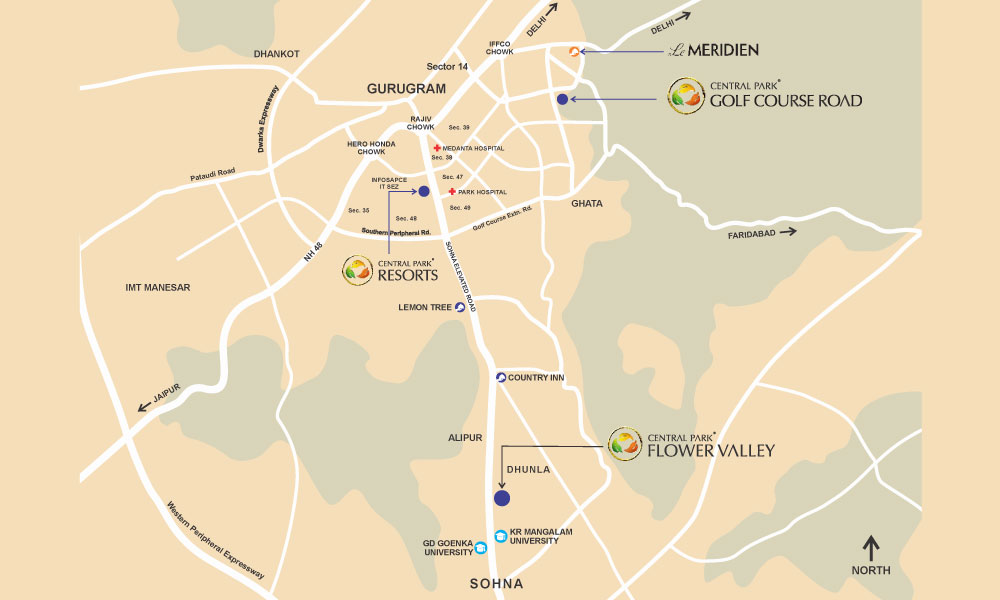 DELHI
DELHI
IFFCO
CHOWK
Le MERIDIEN
DHANKOT
Sector 14
GURUGRAM
CENTRAL PARK®
GOLF COURSE ROAD
Dwarka Expressway
RAJIV
CHOWK
Sec. 39
HERO HONDA
CHOWK
MEDANTA HOSPITAL
Sec. 38
Pataudi Road
INFOSAPCE
IT SEZ
Sec. 47
PARK HOSPITAL
GHATA
Sec. 35
Sec. 48
Sec. 49
Golf Course Extn. Rd.
Southern Peripheral Rd.
FARIDABAD
NH 48
SOHNA ELEVATED ROAD
CENTRAL PARK®
RESORTS
IMT MANESAR
LEMON TREE
COUNTRY INN
JAIPUR
ALIPUR
CENTRAL PARK®
FLOWER VALLEY
DHUNLA
Western Peripheral Expressway
KR MANGALAM
UNIVERSITY
GD GOENKA
UNIVERSITY
NORTH
SOHNA